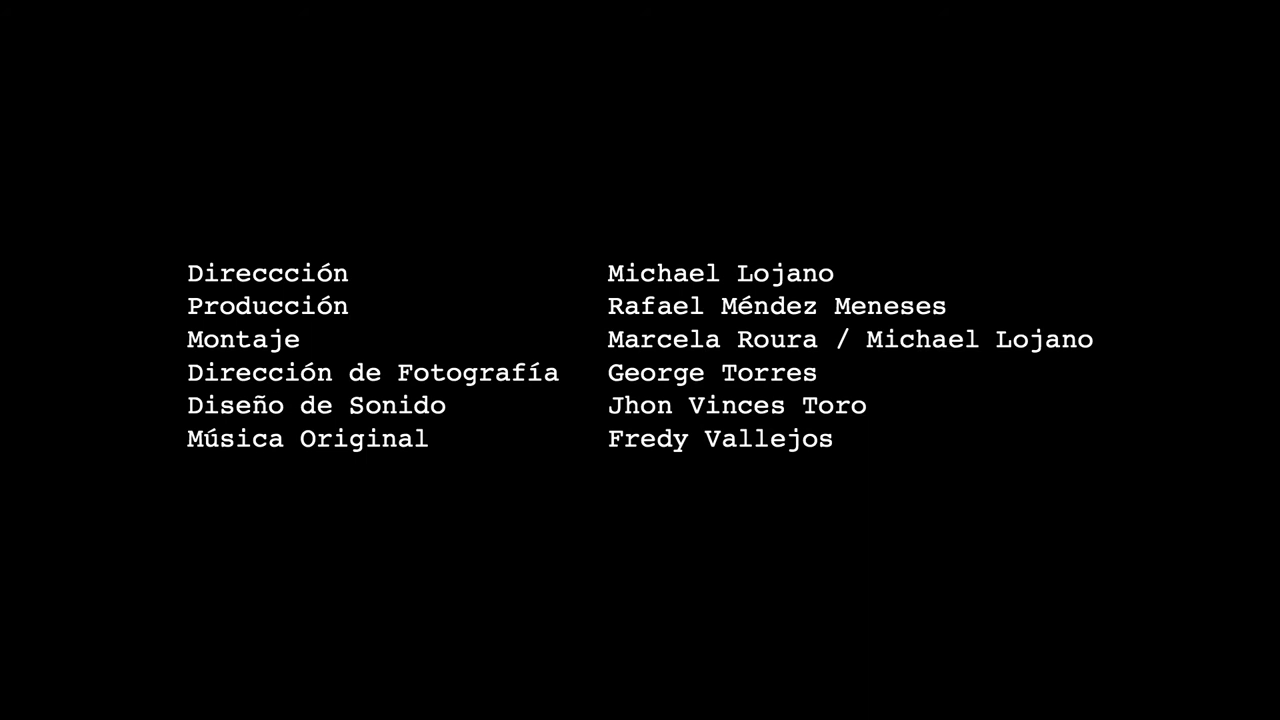 Direccción Michael Lojano
Producción Rafael Méndez Meneses
Montaje Marcela Roura / Michael Lojano
Dirección de Fotografía George Torres
Diseño de Sonido Jhon Vinces Toro
Música Original Fredy Vallejos